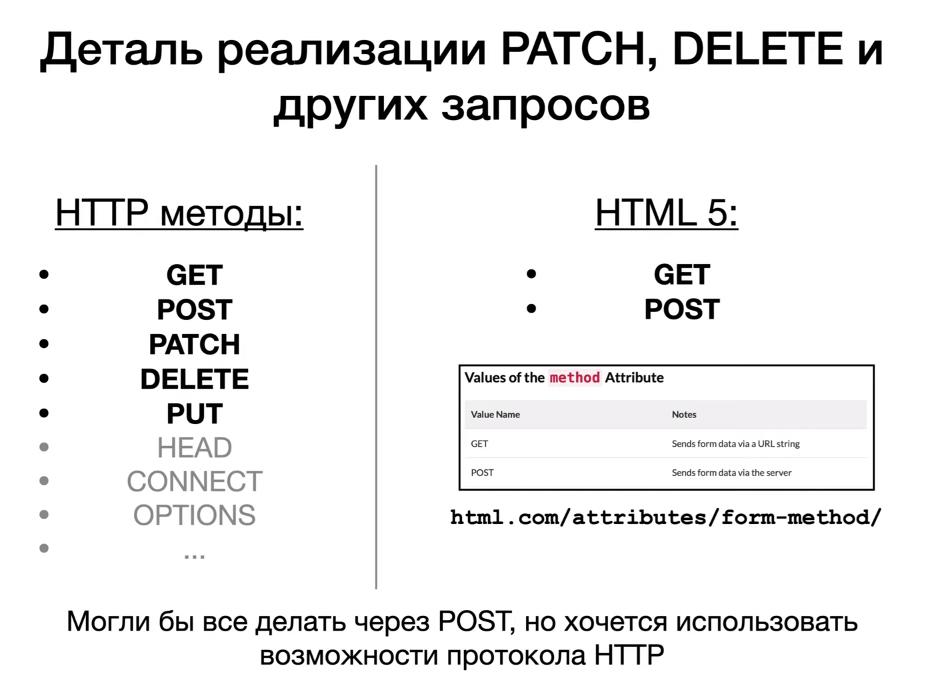 Деталь реализации PATCH, DELETE и
других запросов
HTTP методы:
• GET
• POST
• PATCH
• DELETE
• PUT
• HEAD
• CONNECT
• OPTIONS
• ...
HTML 5:
• GET
• POST
Values of the method Attribute
Value Name Notes
GET Sends form data via a URL string
POST Sends form data via the server
html.com/attributes/form-method/
Могли бы все делать через POST, но хочется использовать
возможности протокола HTTP